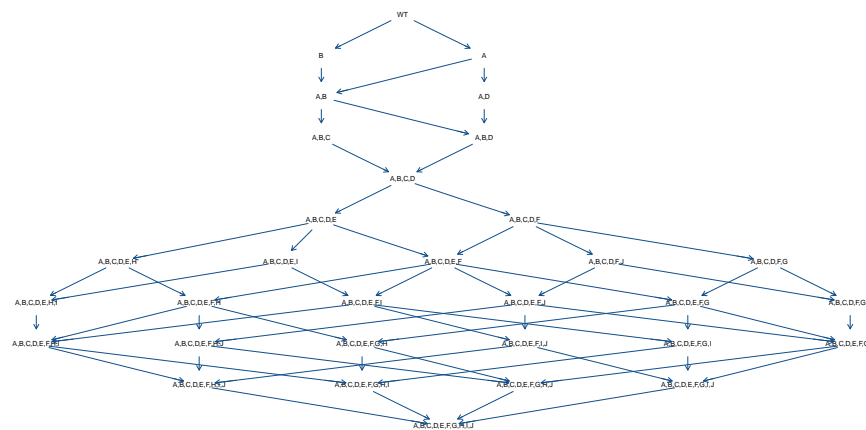 WT
B
A
A,B
A,D
A,B,C
A,B,D
A,B,C,D
A,B,C,D,E
A,B,C,D,F
A,B,C,D,E,H
A,B,C,D,E,I
A,B,C,D,E,F
A,B,C,D,F,J
A,B,C,D,F,G
A,B,C,D,E,H,I
A,B,C,D,E,F,H
A,B,C,D,E,F,I
A,B,C,D,E,F,J
A,B,C,D,E,F,G
A,B,C,D,F,G
A,B,C,D,E,F,H,I
A,B,C,D,E,F,H,J
A,B,C,D,E,F,G,H
A,B,C,D,E,F,I,J
A,B,C,D,E,F,G,I
A,B,C,D,E,F,G
A,B,C,D,E,F,H,I,J
A,B,C,D,E,F,G,H,I
A,B,C,D,E,F,G,H,J
A,B,C,D,E,F,G,I,J
A,B,C,D,E,F,G,H,I,J